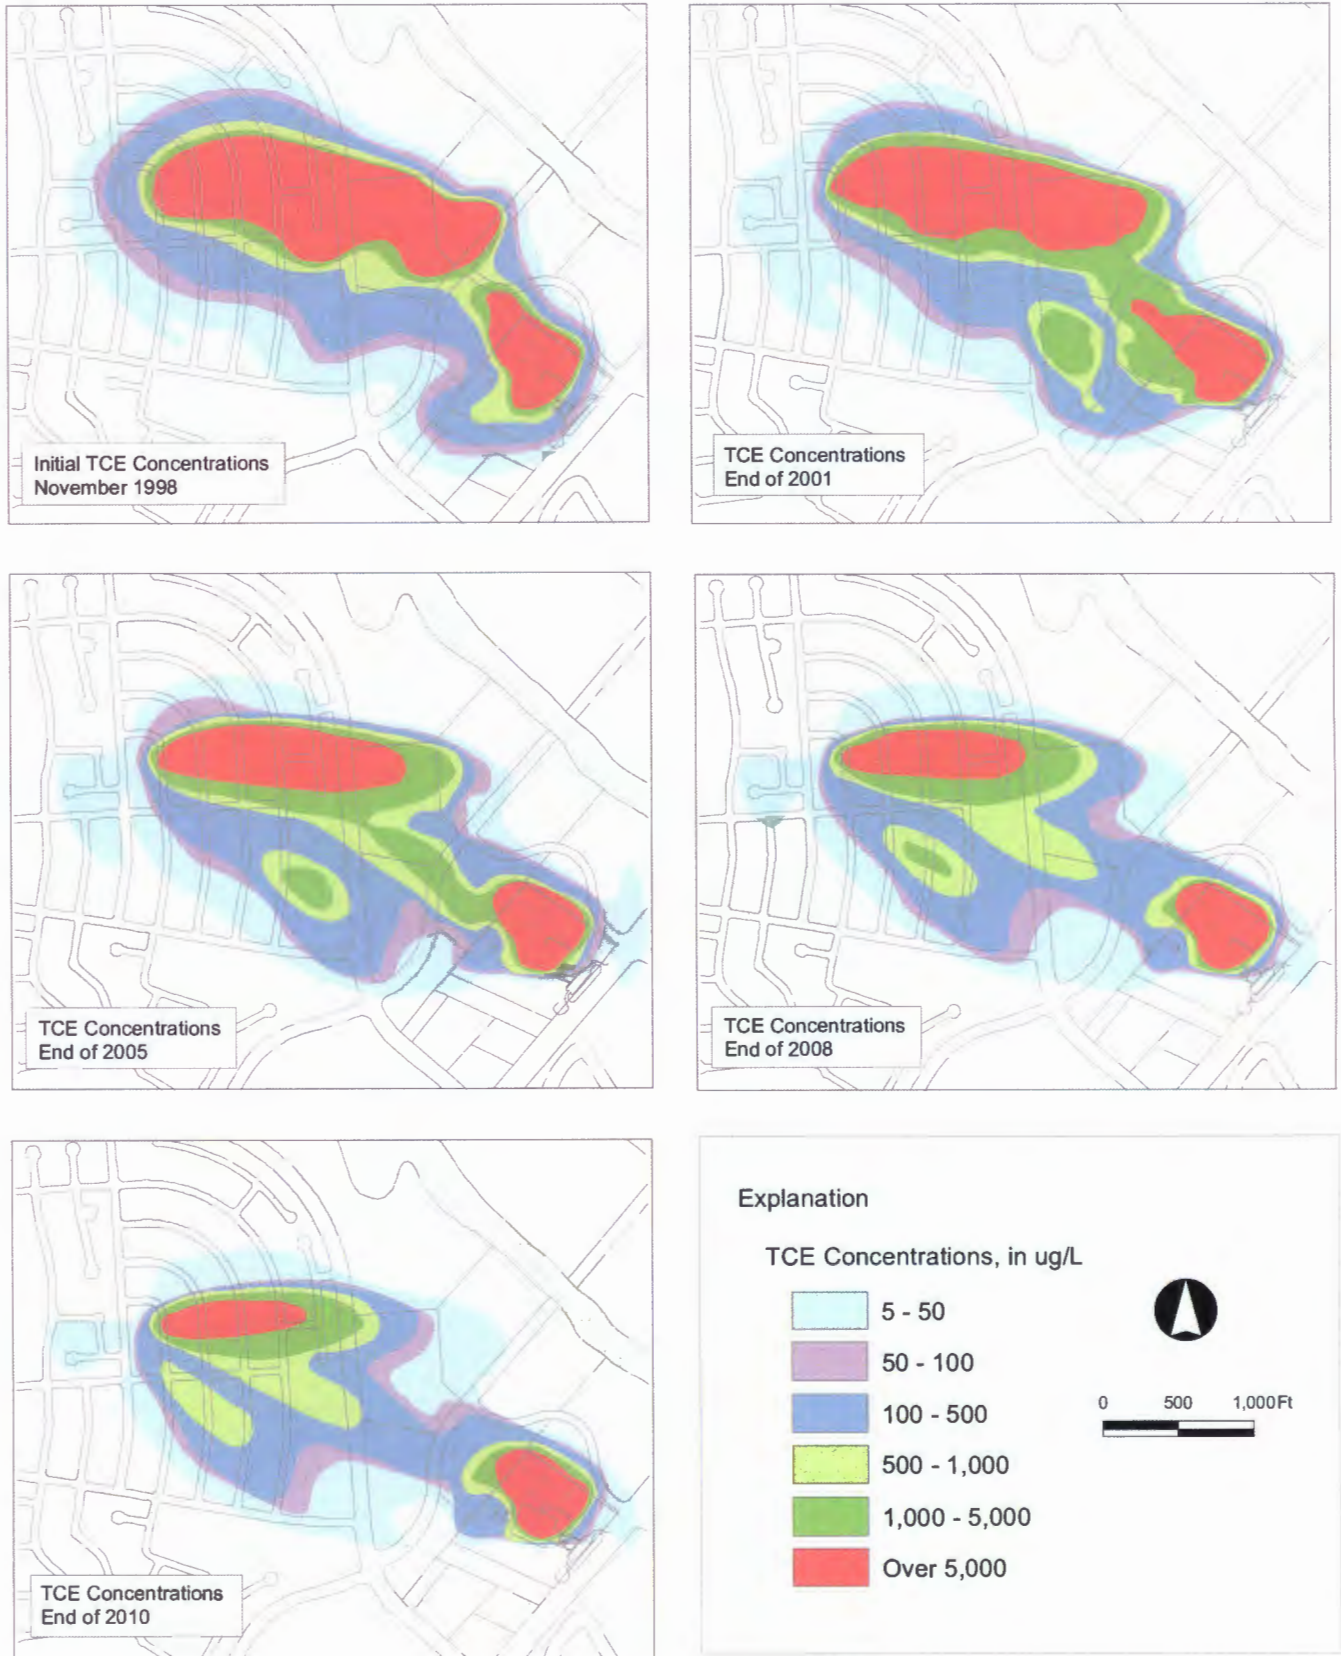 Initial TCE Concentrations
November 1998
TCE Concentrations
End of 2001
TCE Concentrations
End of 2005
TCE Concentrations
End of 2008
TCE Concentrations
End of 2010
Explanation
TCE Concentrations, in ug/L
5 - 50
50 - 100
100 - 500
500 - 1,000
1,000 - 5,000
Over 5,000
0 500 1,000Ft